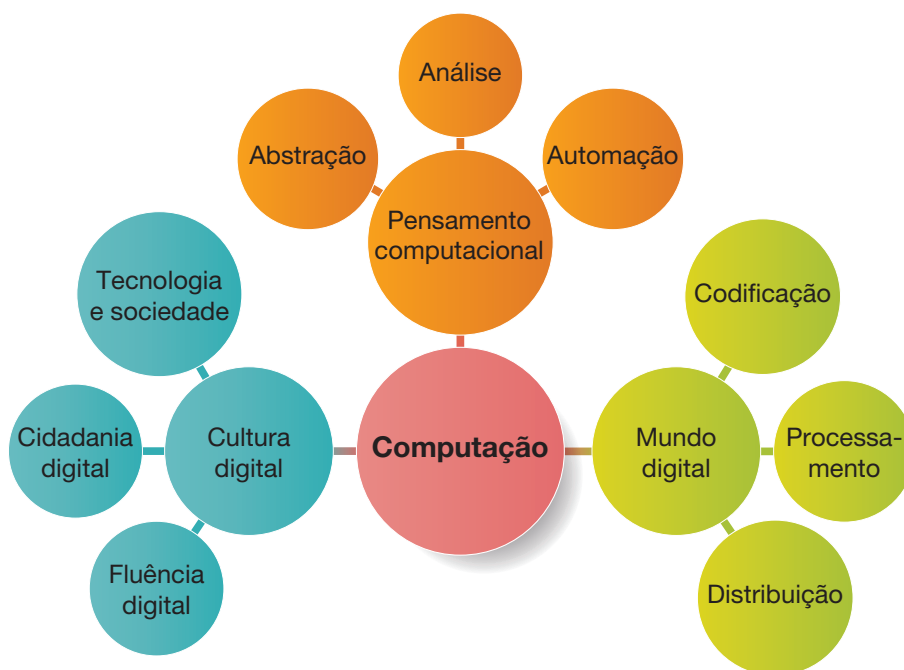 Análise
Abstração
Automação
Pensamento
computacional
Tecnologia
e sociedade
Codificação
Cidadania
digital
Cultura
digital
Computação
Mundo
digital
Processa-
mento
Fluência
digital
Distribuição